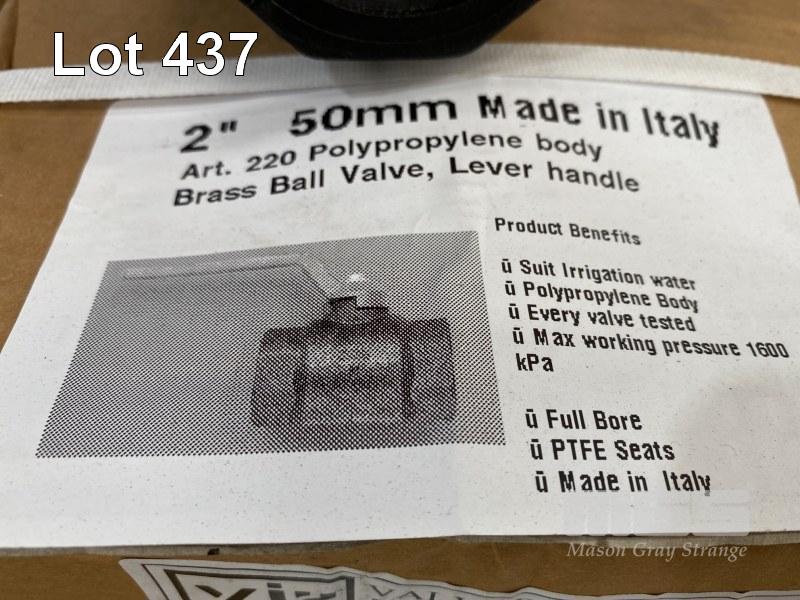 Lot 437
2" 50mm Made in Italy
Art. 220 Polypropylene body
Brass Ball Valve, Lever handle
Product Benefits
ū Suit Irrigation water
ū Polypropylene Body
ū Every valve tested
ū Max working pressure 1600
kPa
ū Full Bore
ū PTFE Seats
ū Made in Italy
Mason Gray Strange